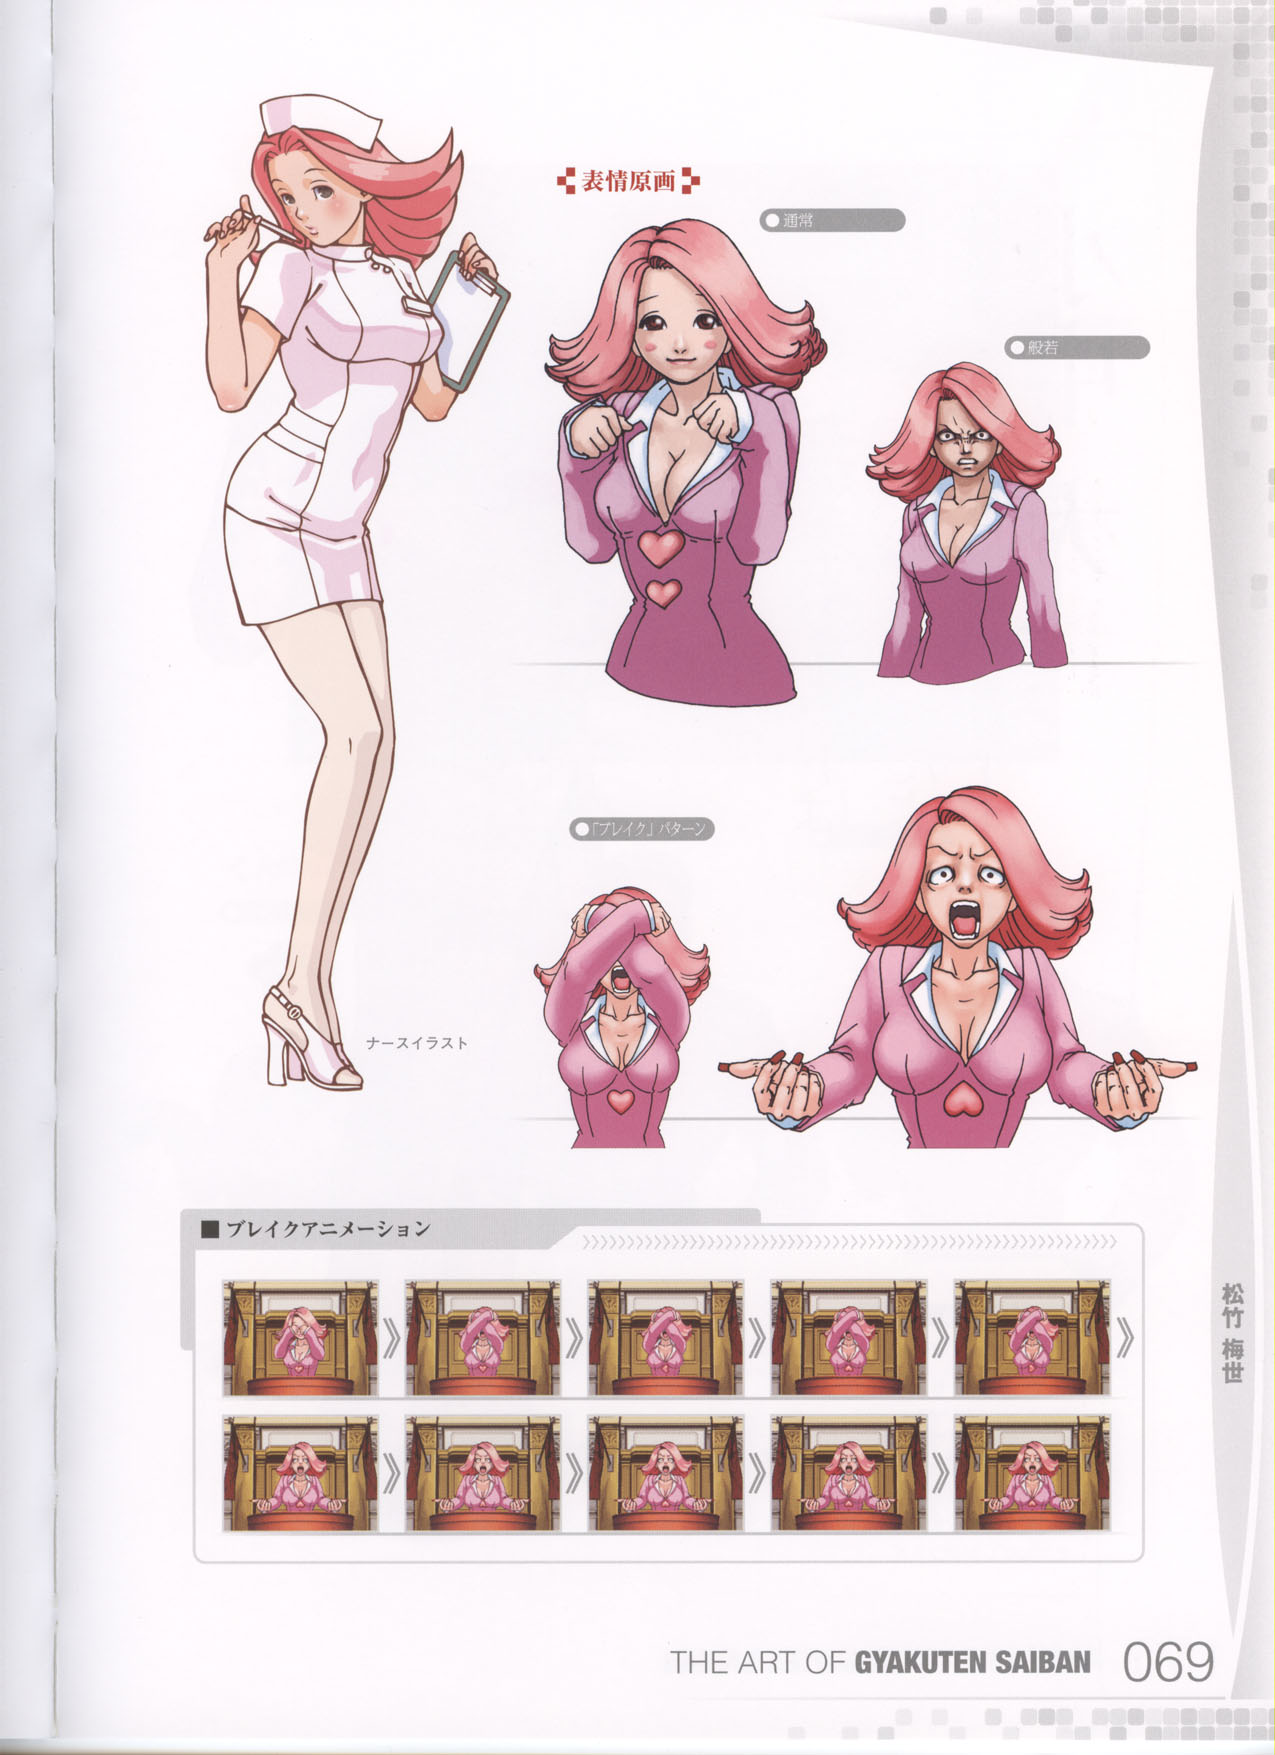 表情原画
通常
般若
「ブレイク」パターン
ナースイラスト
■ ブレイクアニメーション
松竹 梅世
THE ART OF GYAKUTEN SAIBAN 069